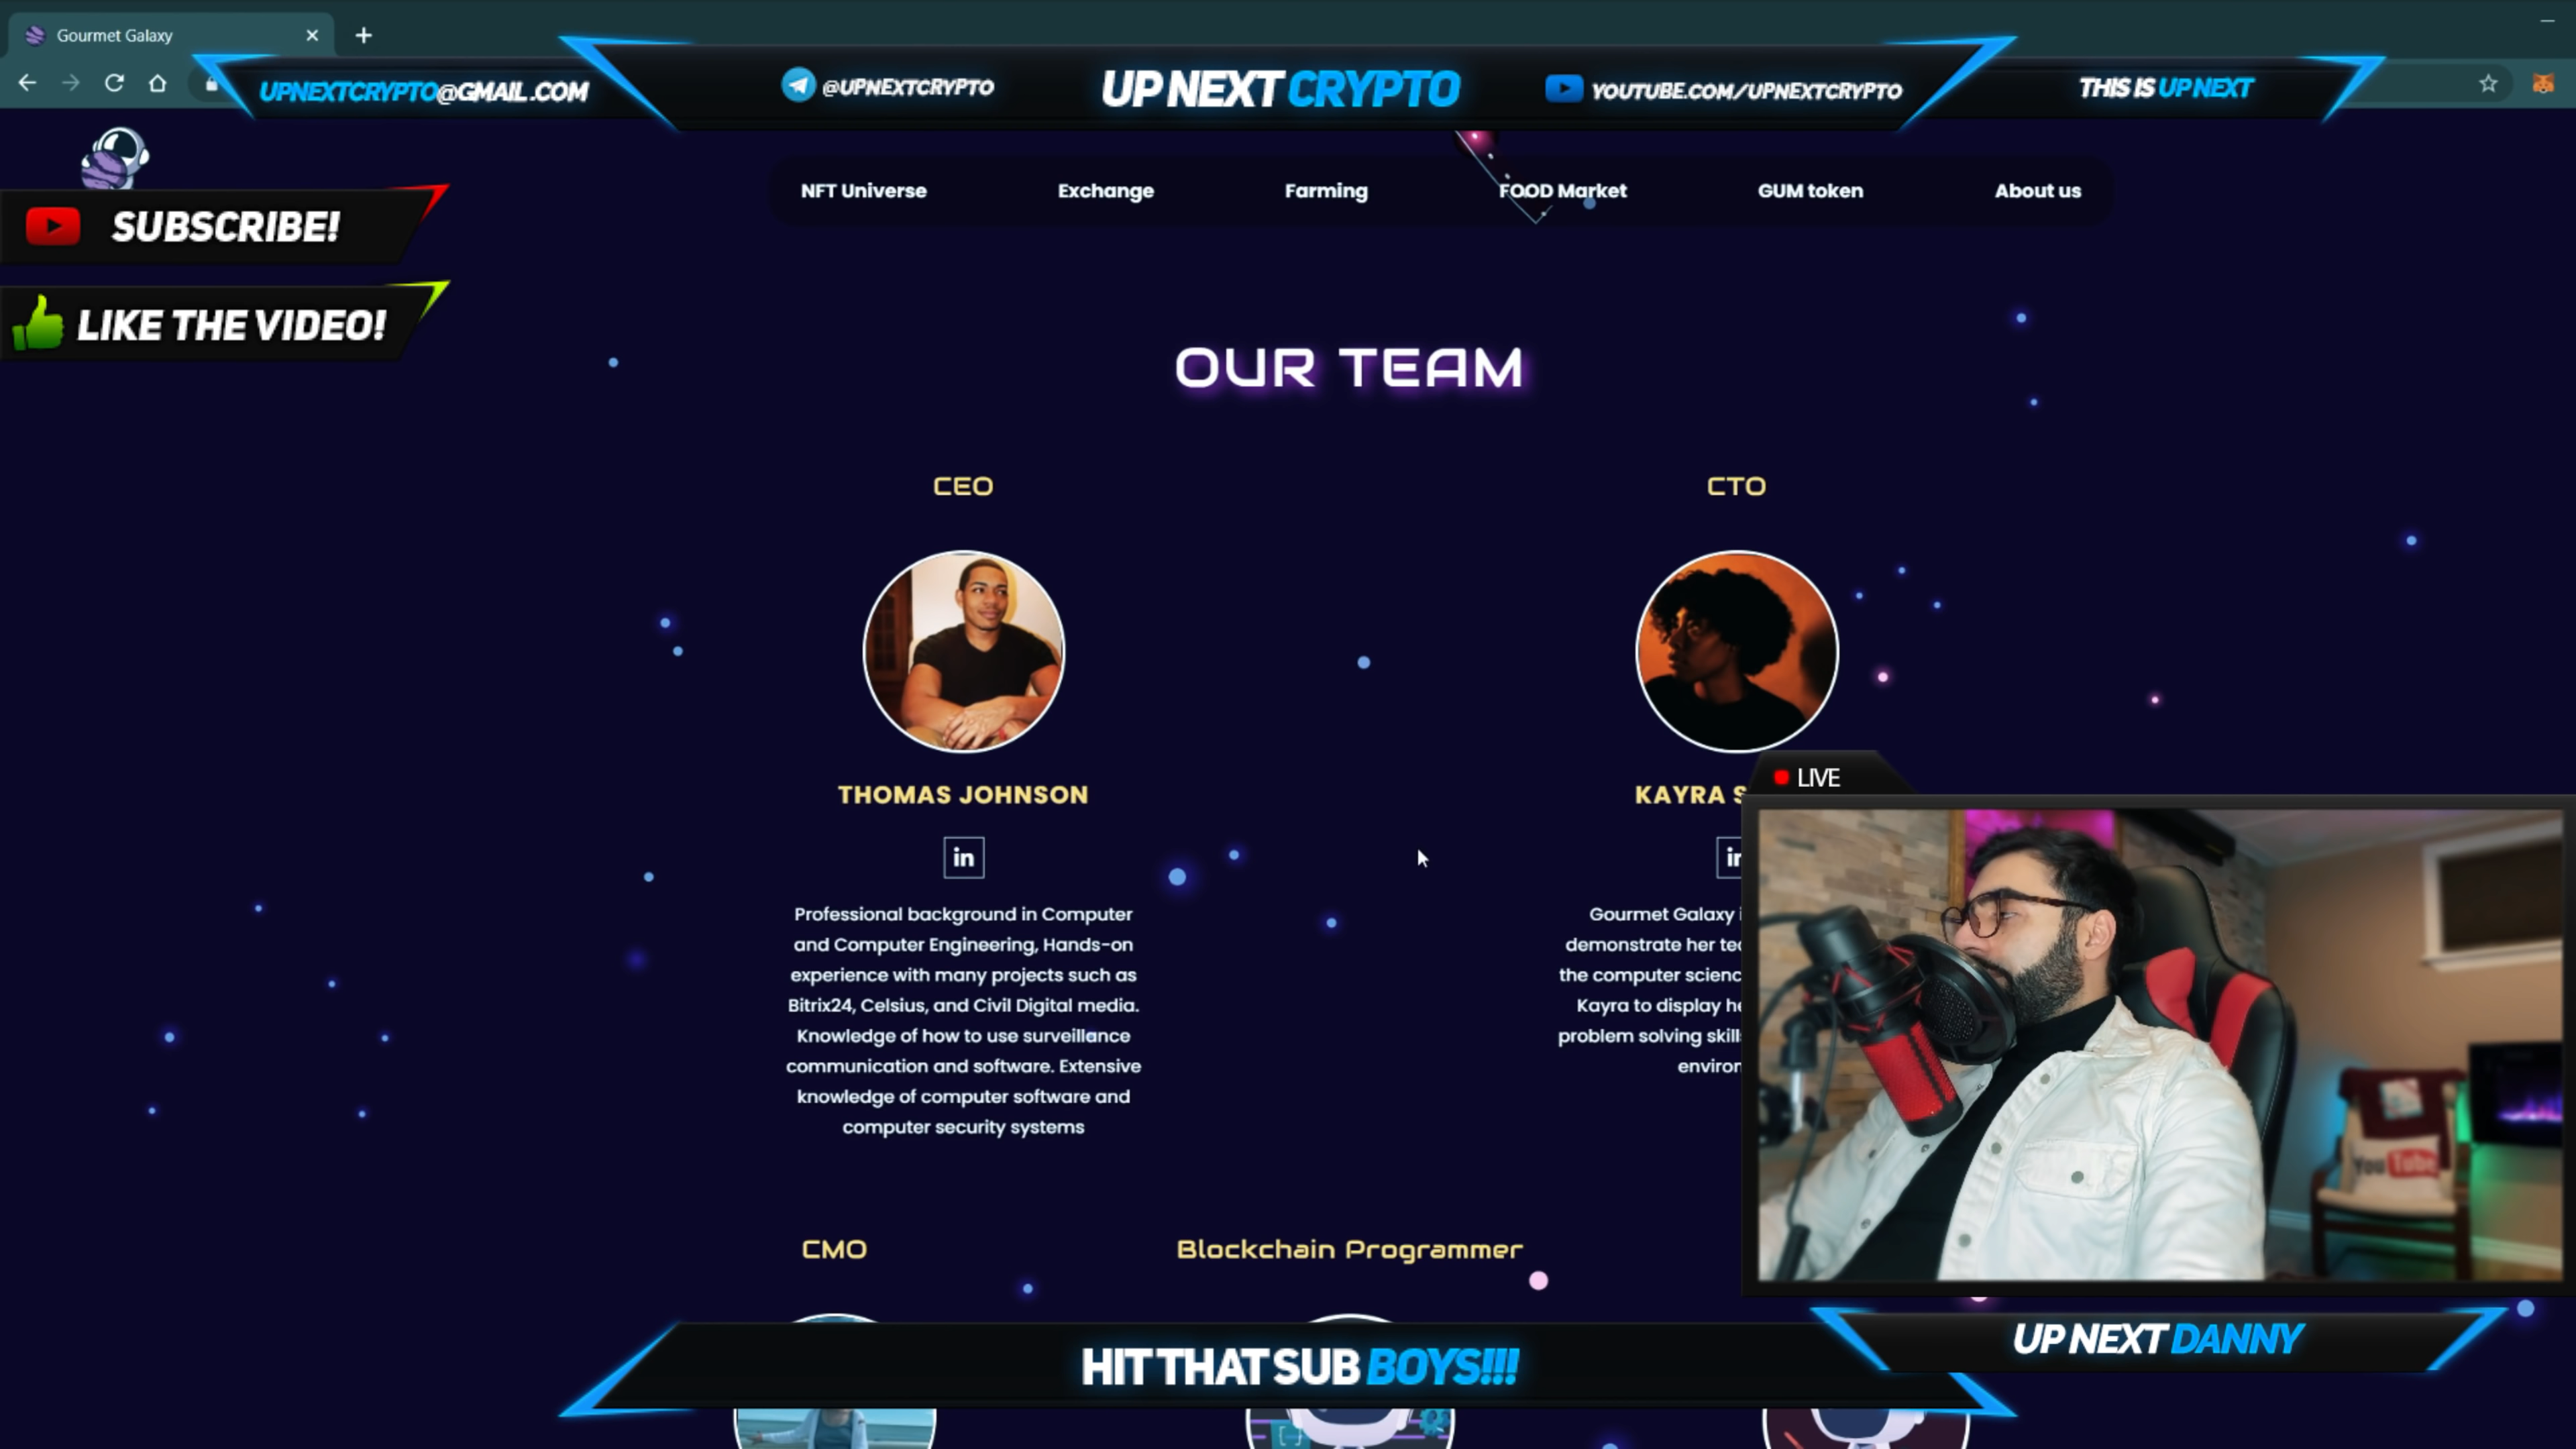 Gourmet Galaxy
UPNEXTCRYPTO@GMAIL.COM
@UPNEXTCRYPTO
UP NEXT CRYPTO
YOUTUBE.COM/UPNEXTCRYPTO
THIS IS UP NEXT
NFT Universe
Exchange
Farming
FOOD Market
GUM token
About us
SUBSCRIBE!
LIKE THE VIDEO!
OUR TEAM
CEO
CTO
THOMAS JOHNSON
in
Professional background in Computer
and Computer Engineering, Hands-on
experience with many projects such as
Bitrix24, Celsius, and Civil Digital media.
Knowledge of how to use surveillance
communication and software. Extensive
knowledge of computer software and
computer security systems
KAYRA
Gourmet Galaxy
demonstrate her
the computer
Kayra to display
problem solving
LIVE
You Tube
CMO
Blockchain Programmer
HIT THAT SUB BOYS!!!
UP NEXT DANNY